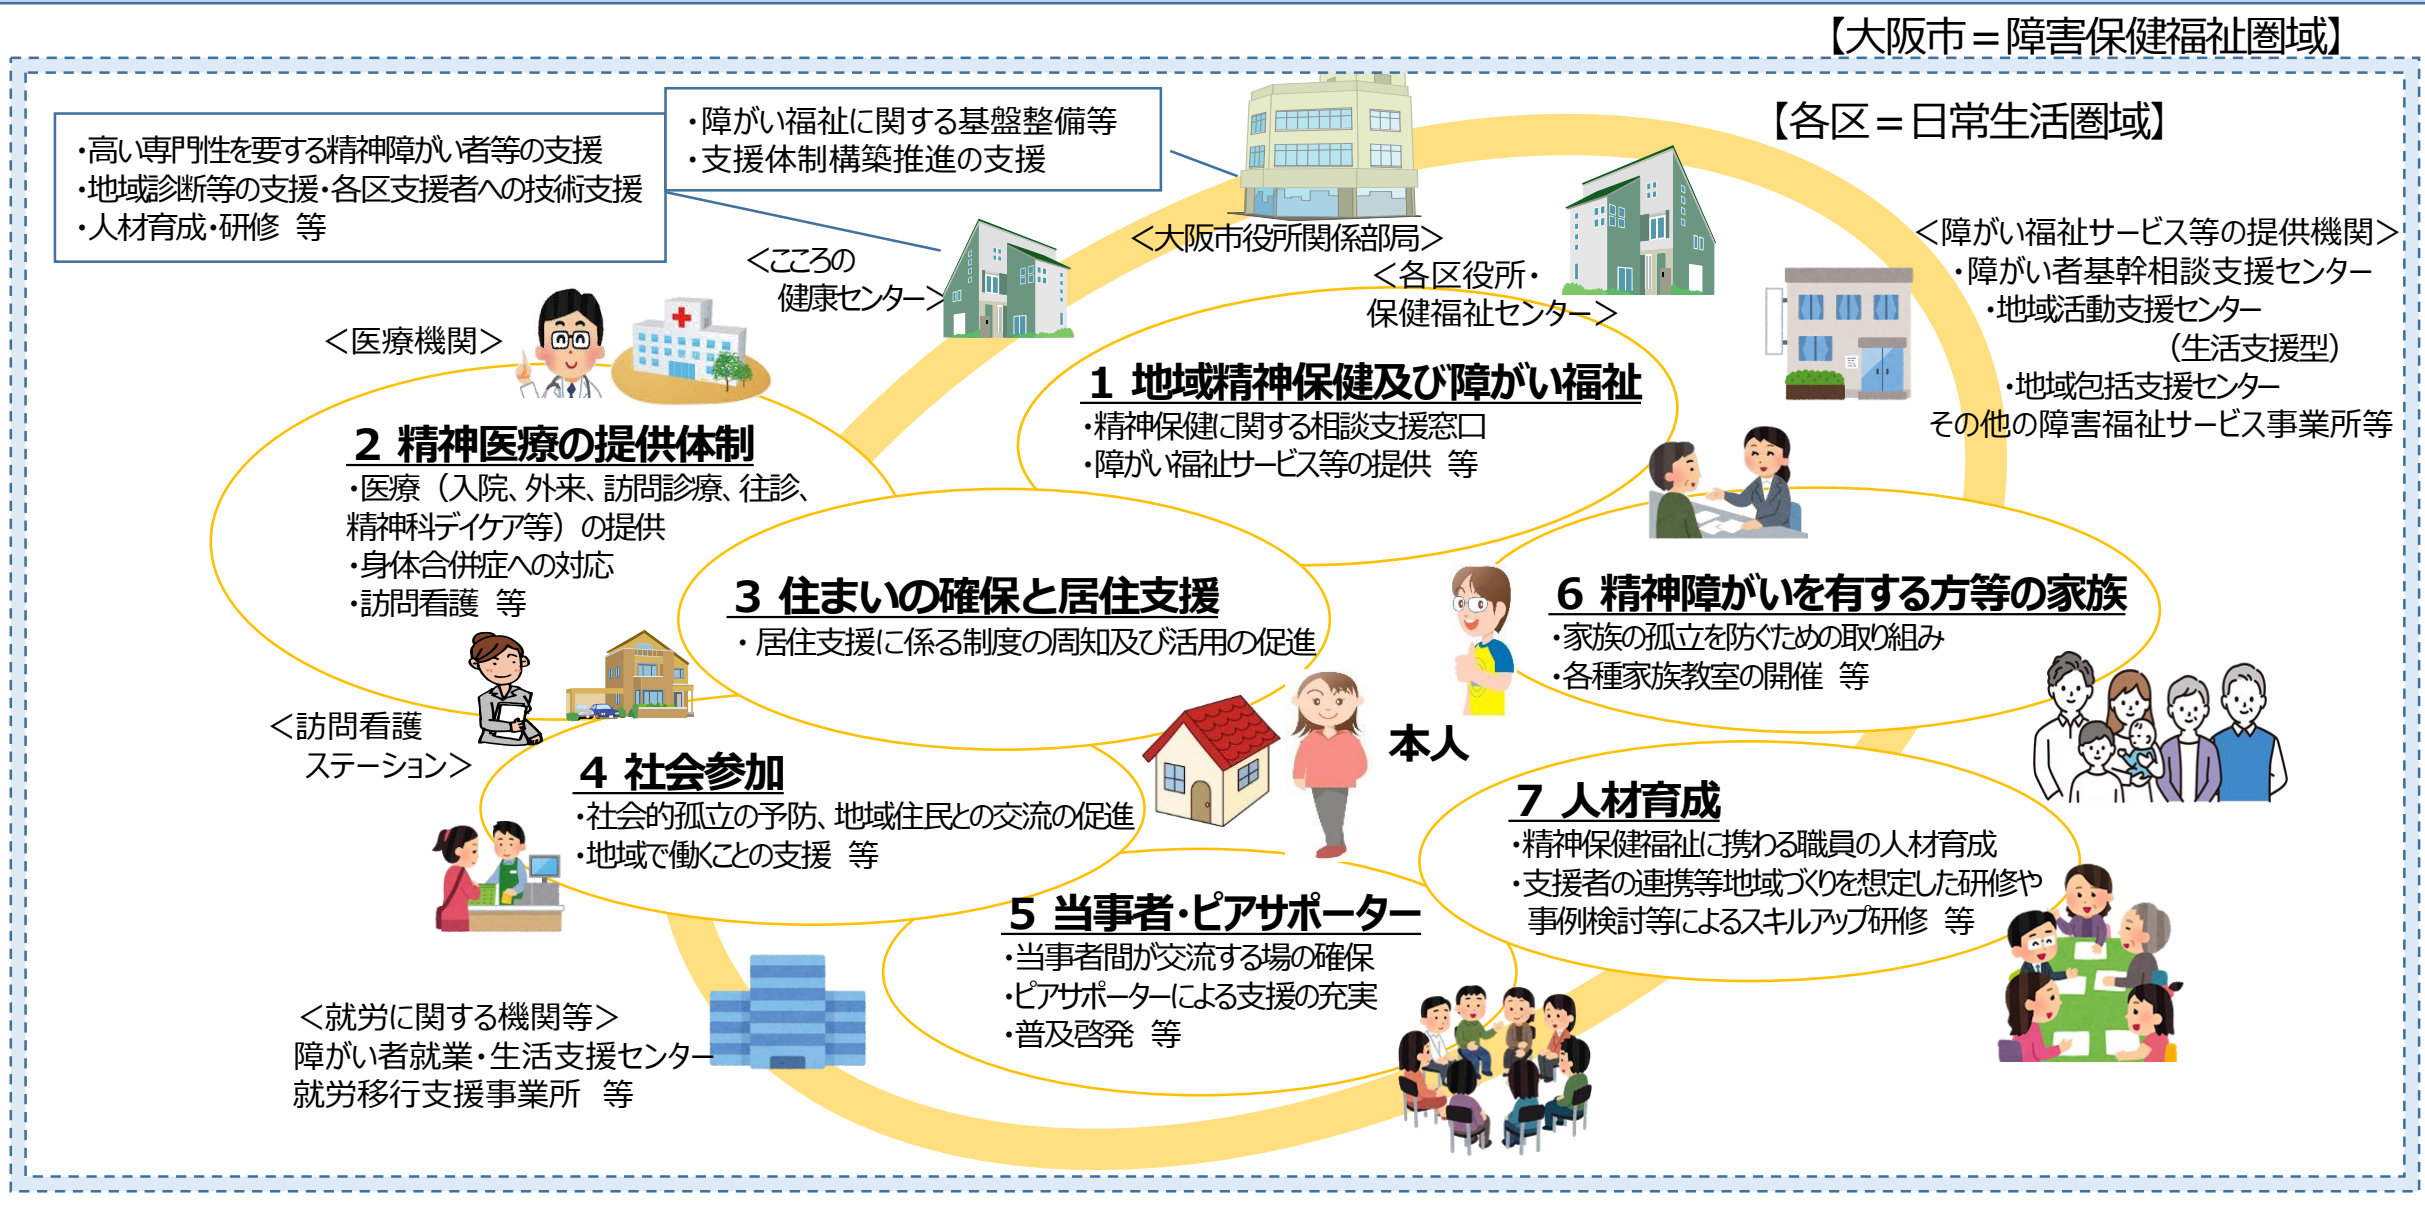 【大阪市＝障害保健福祉圏域】
【各区＝日常生活圏域】
・高い専門性を要する精神障がい者等の支援
・地域診断等の支援・各区支援者への技術支援
・人材育成・研修　等
・障がい福祉に関する基盤整備等
・支援体制構築推進の支援
＜大阪市役所関係部局＞
＜こころの
健康センター＞
＜各区役所・
保健福祉センター＞
＜障がい福祉サービス等の提供機関＞
・障がい者基幹相談支援センター
・地域活動支援センター
（生活支援型）
・地域包括支援センター
その他の障害福祉サービス事業所等
＜医療機関＞
1 地域精神保健及び障がい福祉
・精神保健に関する相談支援窓口
・障がい福祉サービス等の提供　等
2 精神医療の提供体制
・医療（入院、外来、訪問診療、往診、
精神科デイケア等）の提供
・身体合併症への対応
・訪問看護　等
3 住まいの確保と居住支援
・居住支援に係る制度の周知及び活用の促進
6 精神障がいを有する方等の家族
・家族の孤立を防ぐための取り組み
・各種家族教室の開催　等
＜訪問看護
ステーション＞
本人
4 社会参加
・社会的孤立の予防、地域住民との交流の促進
・地域で働くことの支援　等
7 人材育成
・精神保健福祉に携わる職員の人材育成
・支援者の連携等地域づくりを想定した研修や
事例検討等によるスキルアップ研修　等
5 当事者・ピアサポーター
・当事者間が交流する場の確保
・ピアサポーターによる支援の充実
・普及啓発　等
＜就労に関する機関等＞
障がい者就業・生活支援センター
就労移行支援事業所　等